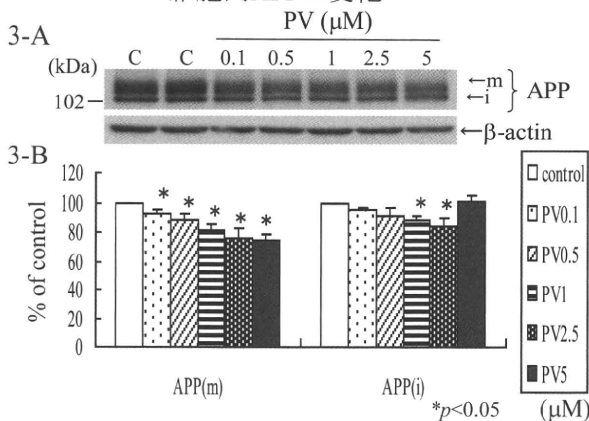 3-A
PV (μM)
(kDa) C C 0.1 0.5 1 2.5 5
←m
←i
APP
102
←β-actin
3-B
% of control
120
100
80
60
40
20
0
* * * * *
* *
APP(m) APP(i)
*p<0.05
control
PV0.1
PV0.5
PV1
PV2.5
PV5
(μM)